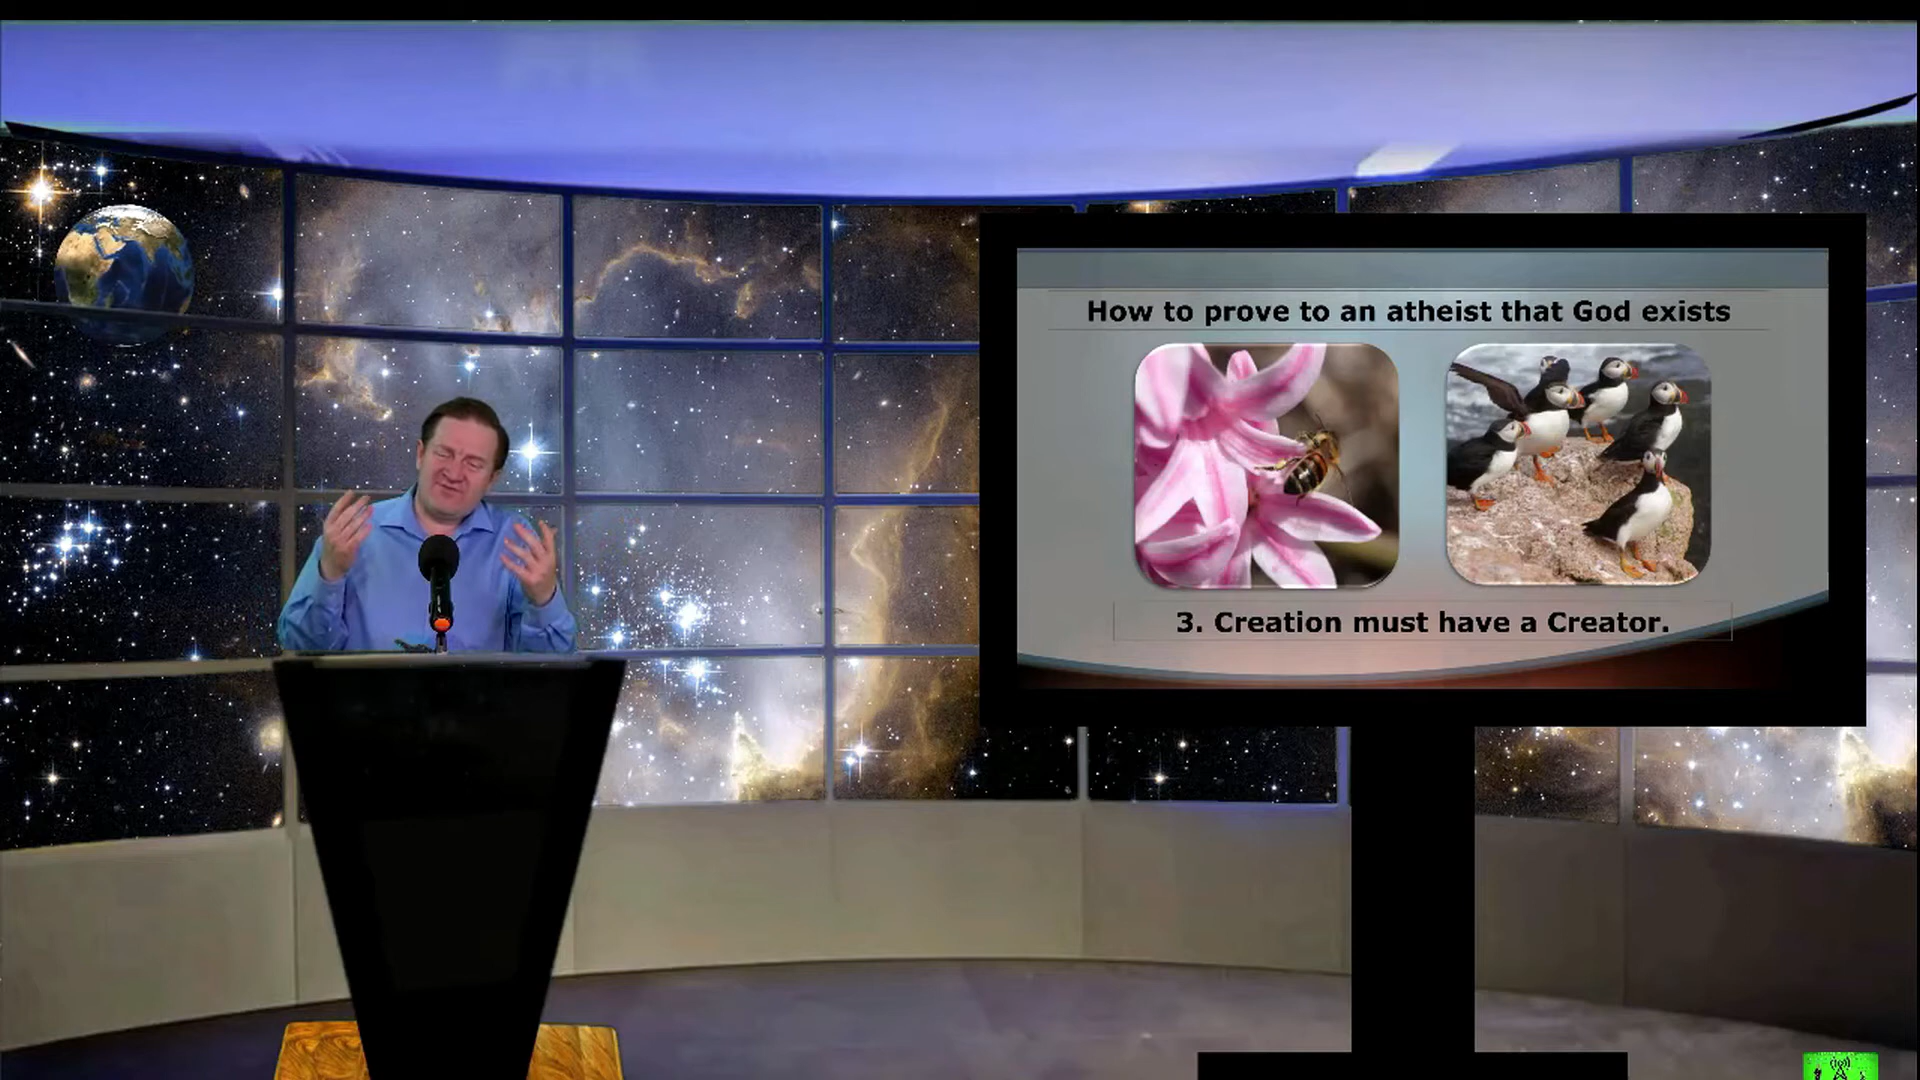 How to prove to an atheist that God exists
3. Creation must have a Creator.